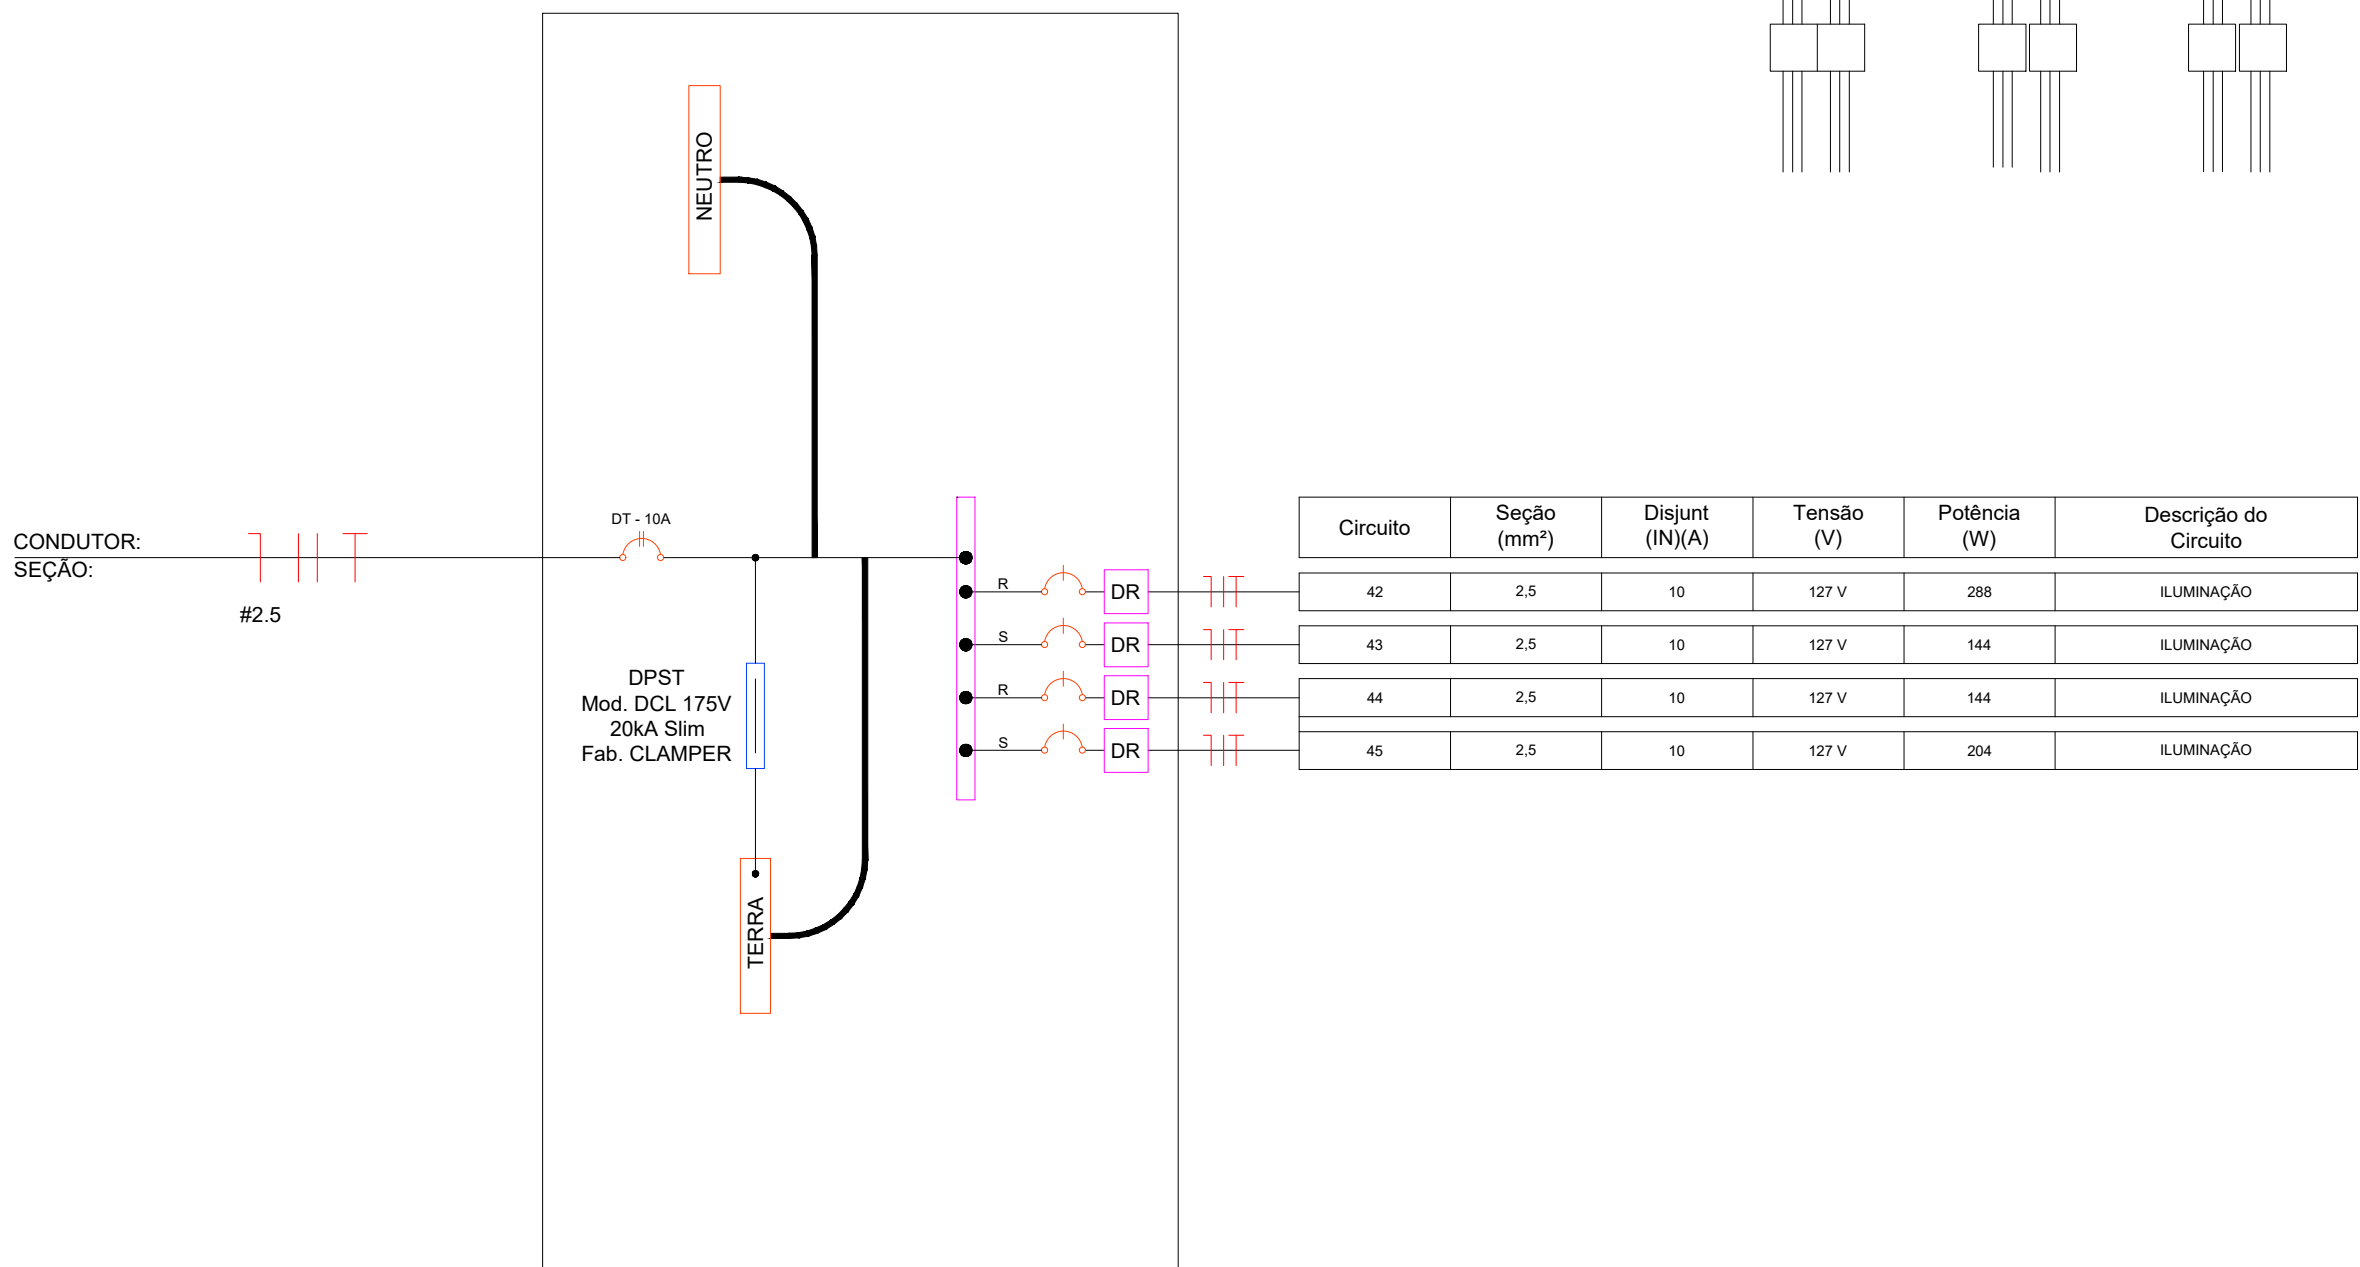 NEUTRO
CONDUTOR:
SEÇÃO:
#2.5
DT - 10A
DPST
Mod. DCL 175V
20kA Slim
Fab. CLAMPER
TERRA
Circuito Seção (mm²) Disjunt (IN)(A) Tensão (V) Potência (W) Descrição do Circuito
R DR 42 2,5 10 127 V 288 ILUMINAÇÃO
S DR 43 2,5 10 127 V 144 ILUMINAÇÃO
R DR 44 2,5 10 127 V 144 ILUMINAÇÃO
S DR 45 2,5 10 127 V 204 ILUMINAÇÃO